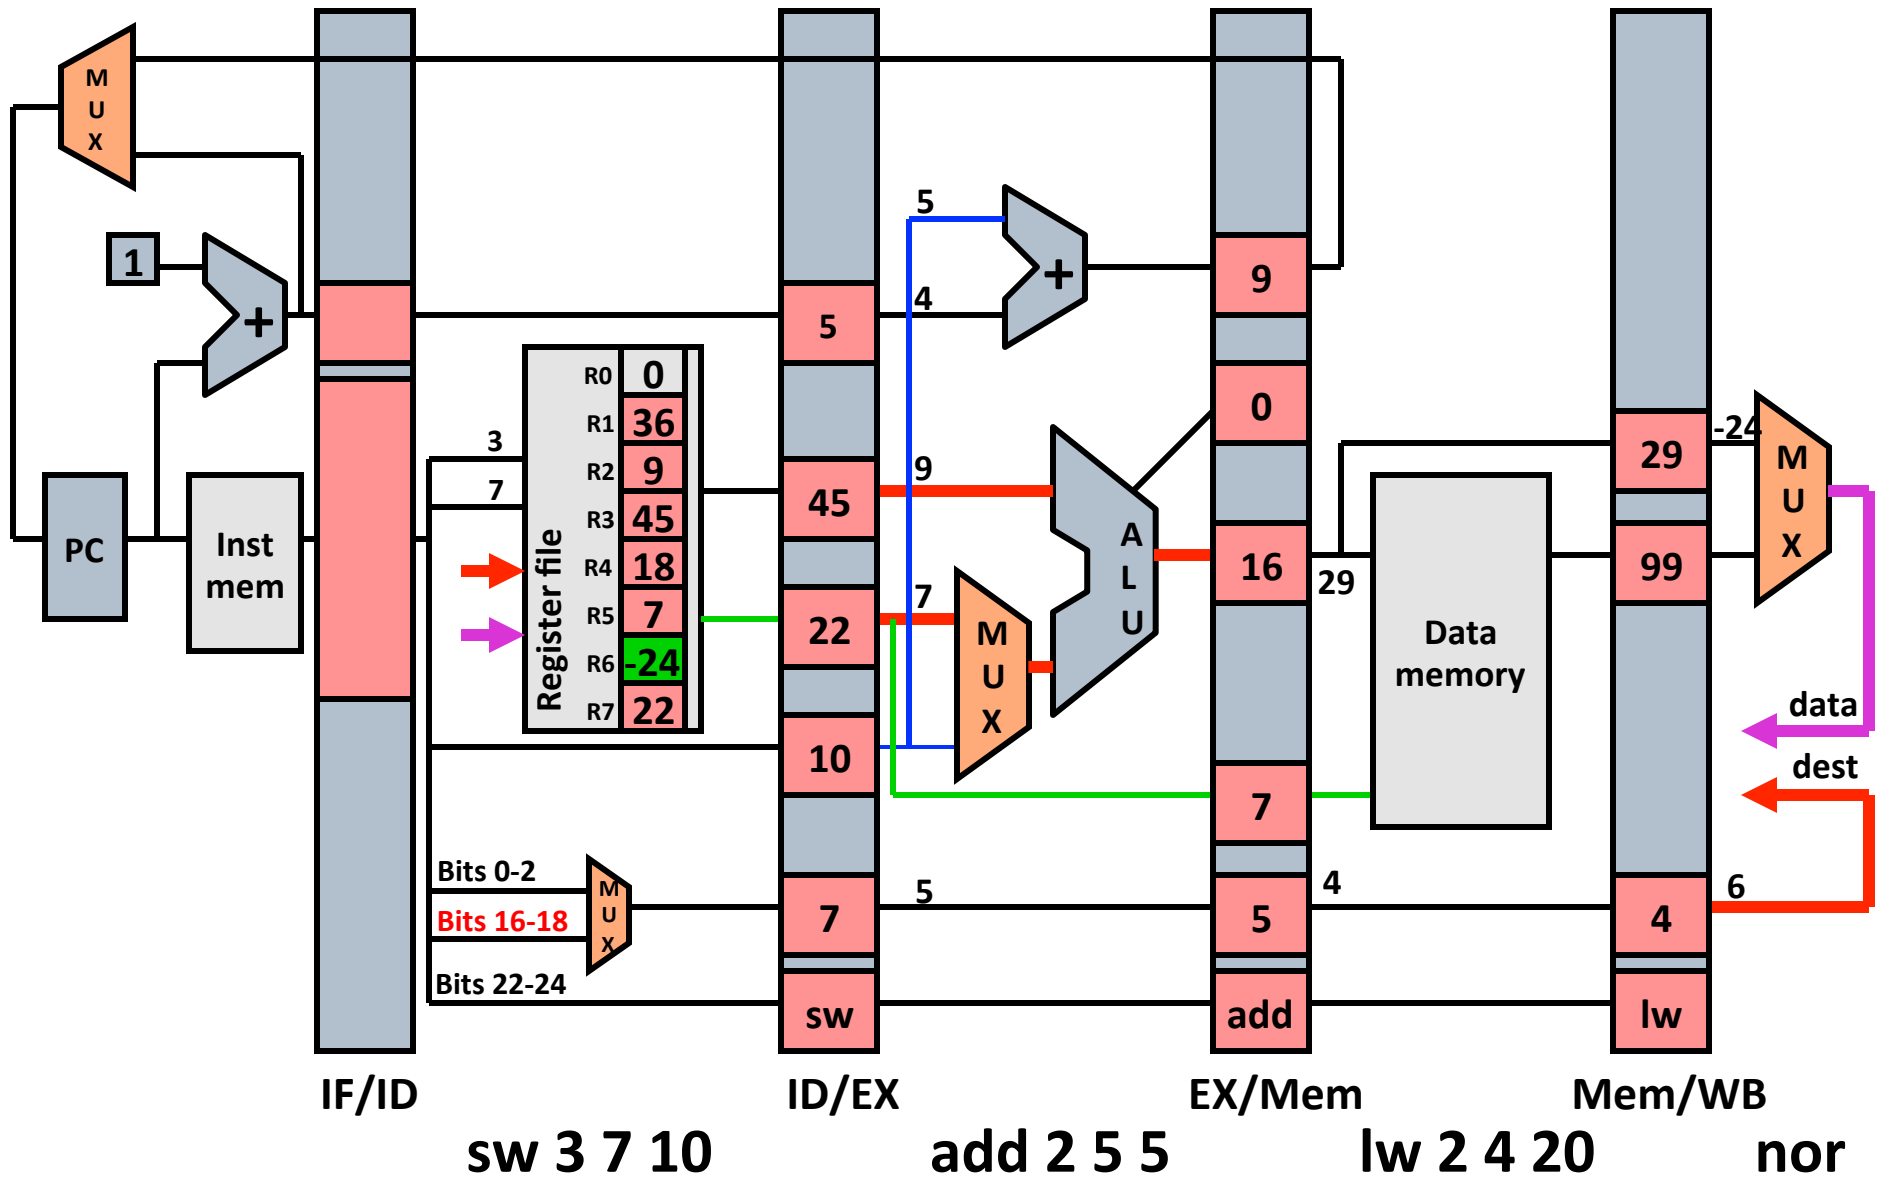 M
U
X
1
+
PC
Inst
mem
3
7
Register file
R0 0
R1 36
R2 9
R3 45
R4 18
R5 7
R6 -24
R7 22
Bits 0-2
Bits 16-18
Bits 22-24
M
U
X
5
45
22
10
7
sw
5
4
9
7
5
+
M
U
X
A
L
U
9
0
16
7
5
add
29
4
Data
memory
29
99
4
lw
-24
6
M
U
X
data
dest
IF/ID
ID/EX
EX/Mem
Mem/WB
sw 3 7 10
add 2 5 5
lw 2 4 20
nor